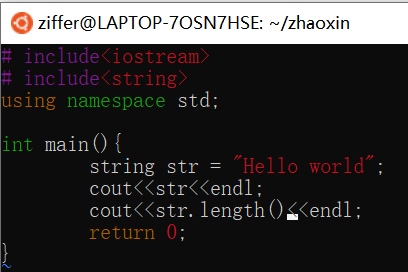 ziffer@LAPTOP-7OSN7HSE: ~/zhaoxin
# include<iostream>
# include<string>
using namespace std;
int main(){
        string str = "Hello world";
        cout<<str<<endl;
        cout<<str.length()<<endl;
        return 0;
}
~